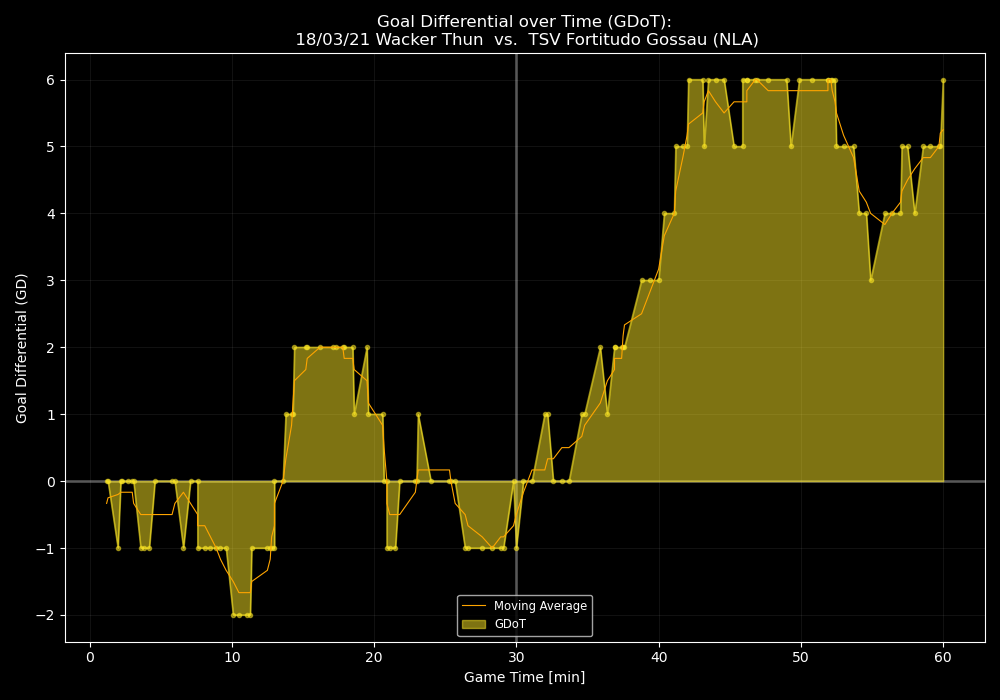 Goal Differential over Time (GDoT):
18/03/21 Wacker Thun  vs.  TSV Fortitudo Gossau (NLA)
Goal Differential (GD)
6
5
4
3
2
1
0
−1
−2
Moving Average
GDoT
0 10 20 30 40 50 60
Game Time [min]